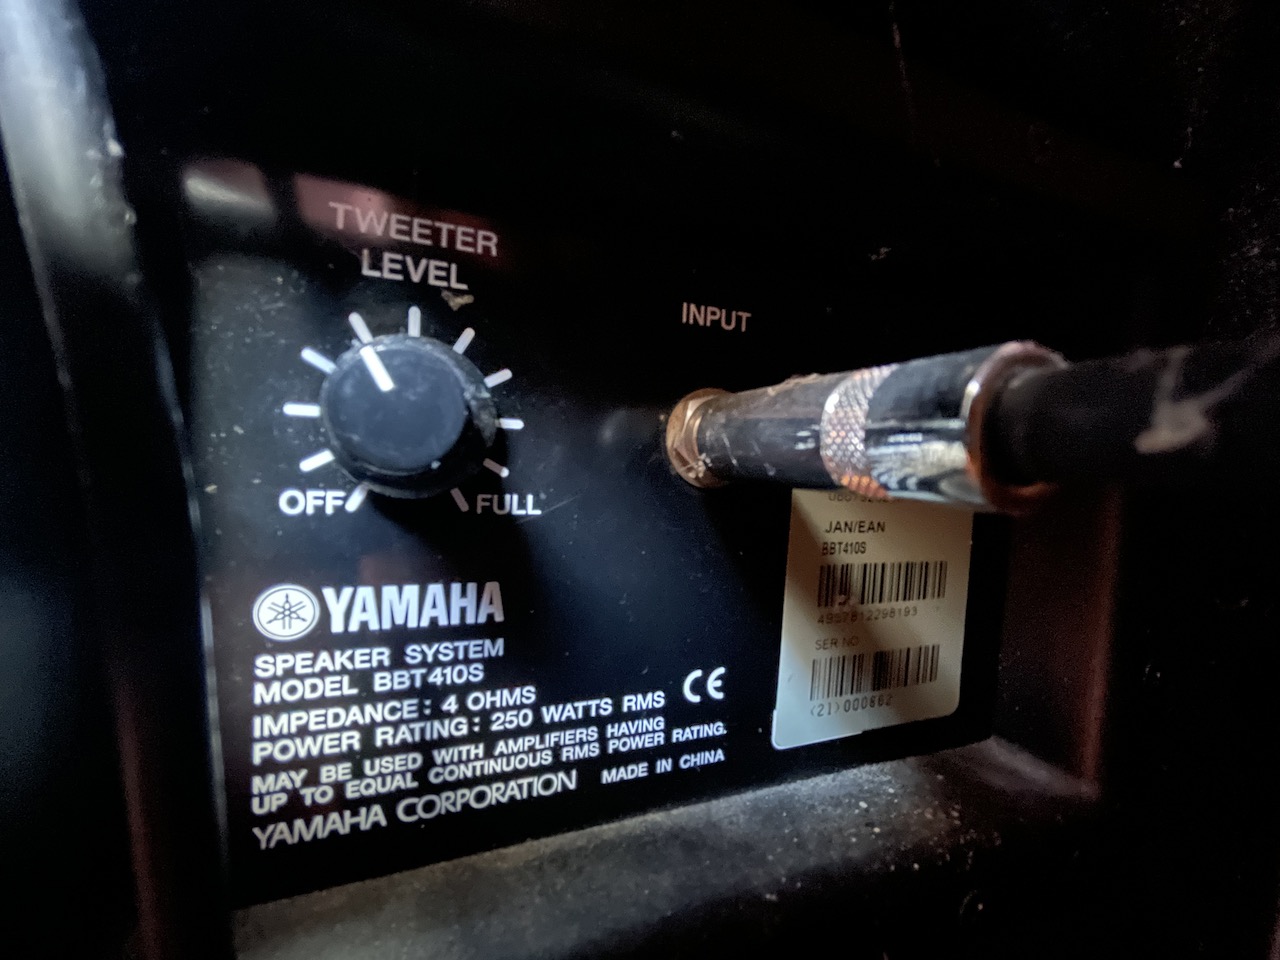 TWEETER
LEVEL
INPUT
OFF
FULL
YAMAHA
SPEAKER SYSTEM
MODEL BBT410S
IMPEDANCE: 4 OHMS
POWER RATING: 250 WATTS RMS
MAY BE USED WITH AMPLIFIERS HAVING
UP TO EQUAL CONTINUOUS RMS POWER RATING.
YAMAHA CORPORATION MADE IN CHINA
CE
JAN/EAN
BBT410S
4957812298193
SER NO
(21)000862